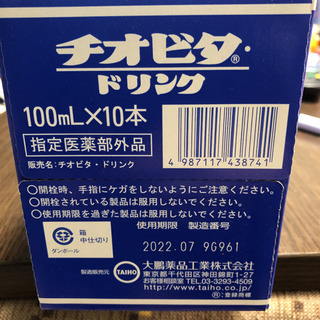 チオビタ®
ドリンク
100mL×10本
指定医薬部外品
販売名:チオビタ・ドリンク
4 987117 438741
○開栓時、手指にケガをしないようにご注意ください。
○開栓されている製品は服用しないでください。
○使用期限を過ぎた製品は服用しないでください。
使用期限 製造番号
2022.07 9G961
箱
中仕切り
ダンボール
製造販売元 TAIHO 大鵬薬品工業株式会社
東京都千代田区神田錦町1-27
お客様相談室 TEL.03-3293-4509
http://www.taiho.co.jp/
®:登録商標